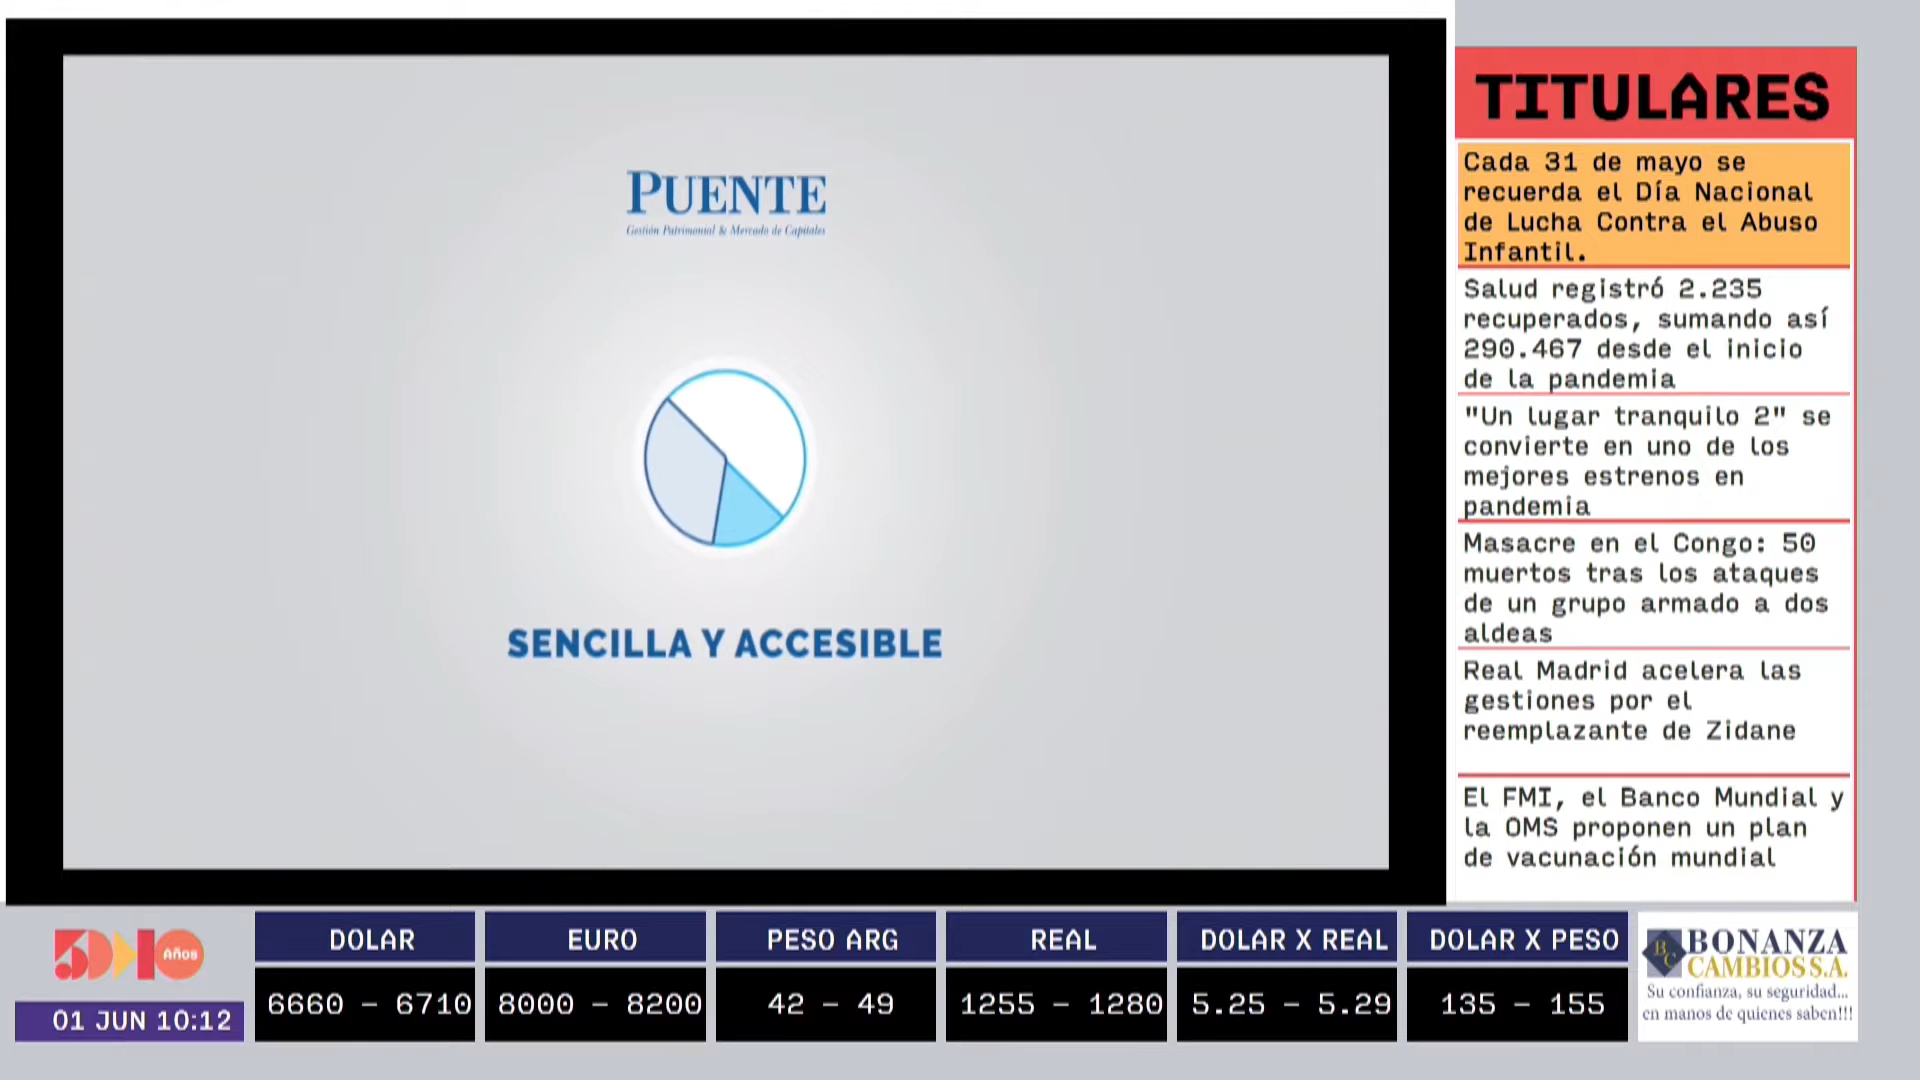 PUENTE
Gestión Patrimonial & Mercado de Capitales
SENCILLA Y ACCESIBLE
TITULARES
Cada 31 de mayo se
recuerda el Día Nacional
de Lucha Contra el Abuso
Infantil.
Salud registró 2.235
recuperados, sumando así
290.467 desde el inicio
de la pandemia
"Un lugar tranquilo 2" se
convierte en uno de los
mejores estrenos en
pandemia
Masacre en el Congo: 50
muertos tras los ataques
de un grupo armado a dos
aldeas
Real Madrid acelera las
gestiones por el
reemplazante de Zidane
El FMI, el Banco Mundial y
la OMS proponen un plan
de vacunación mundial
5D10 Años
01 JUN 10:12
DOLAR
6660 - 6710
EURO
8000 - 8200
PESO ARG
42 - 49
REAL
1255 - 1280
DOLAR X REAL
5.25 - 5.29
DOLAR X PESO
135 - 155
BC
BONANZA
CAMBIOS S.A.
Su confianza, su seguridad...
en manos de quienes saben!!!